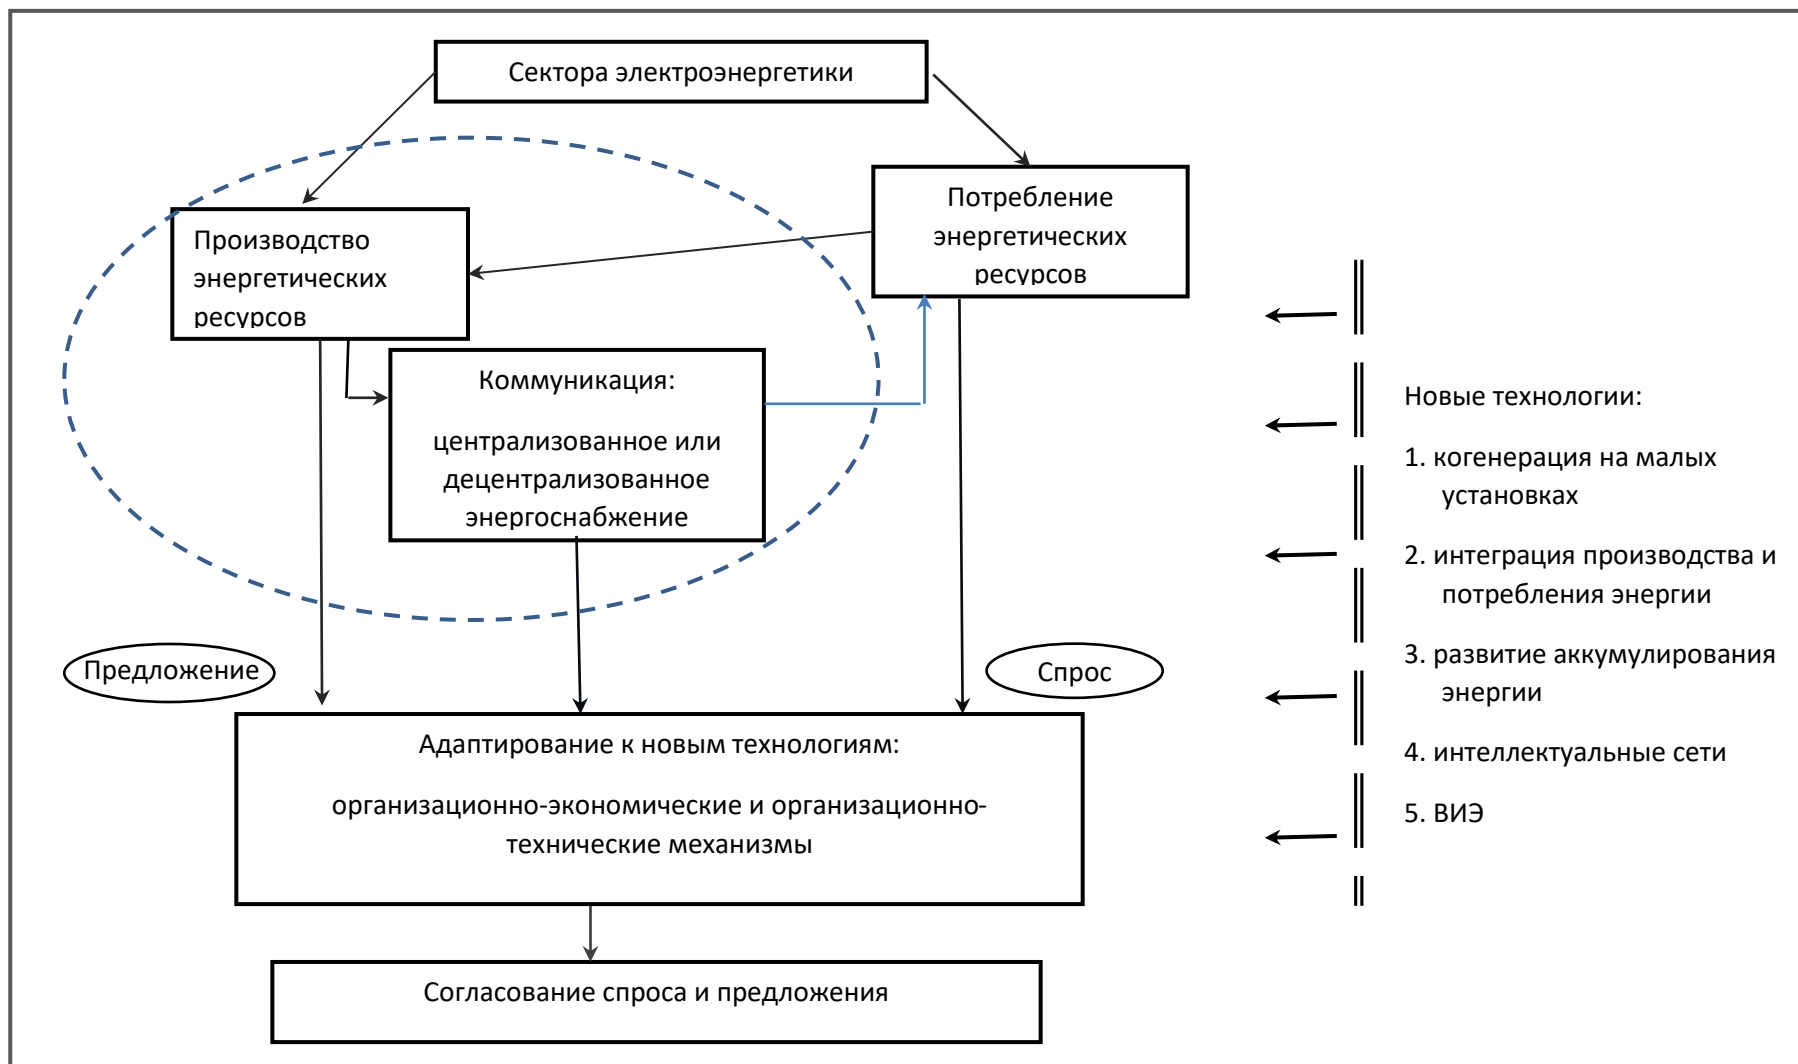 Сектора электроэнергетики
Потребление
энергетических
ресурсов
Производство
энергетических
ресурсов
Коммуникация:
централизованное или
децентрализованное
энергоснабжение
Новые технологии:
1. когенерация на малых
установках
2. интеграция производства и
потребления энергии
3. развитие аккумулирования
энергии
4. интеллектуальные сети
5. ВИЭ
Предложение
Спрос
Адаптирование к новым технологиям:
организационно-экономические и организационно-
технические механизмы
Согласование спроса и предложения